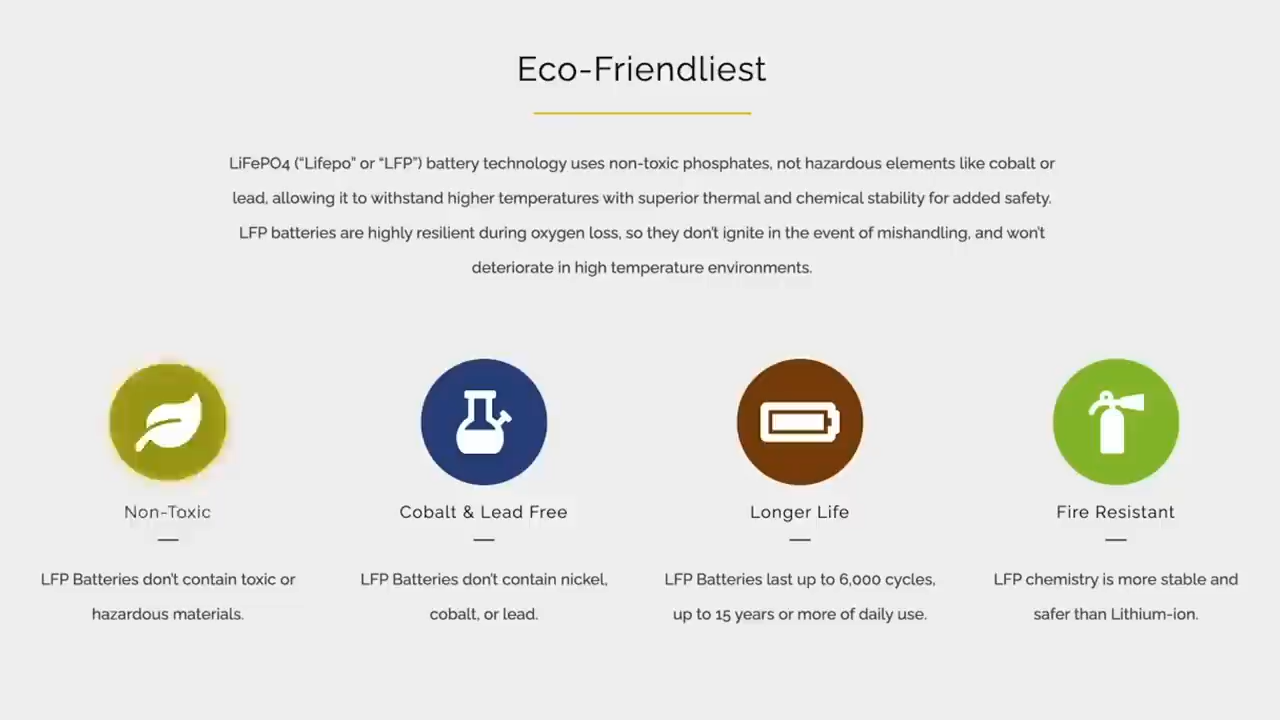 Eco-Friendliest
LiFePO4 (“Lifepo” or “LFP”) battery technology uses non-toxic phosphates, not hazardous elements like cobalt or
lead, allowing it to withstand higher temperatures with superior thermal and chemical stability for added safety.
LFP batteries are highly resilient during oxygen loss, so they don’t ignite in the event of mishandling, and won’t
deteriorate in high temperature environments.
Non-Toxic
LFP Batteries don’t contain toxic or
hazardous materials.
Cobalt & Lead Free
LFP Batteries don’t contain nickel,
cobalt, or lead.
Longer Life
LFP Batteries last up to 6,000 cycles,
up to 15 years or more of daily use.
Fire Resistant
LFP chemistry is more stable and
safer than Lithium-ion.